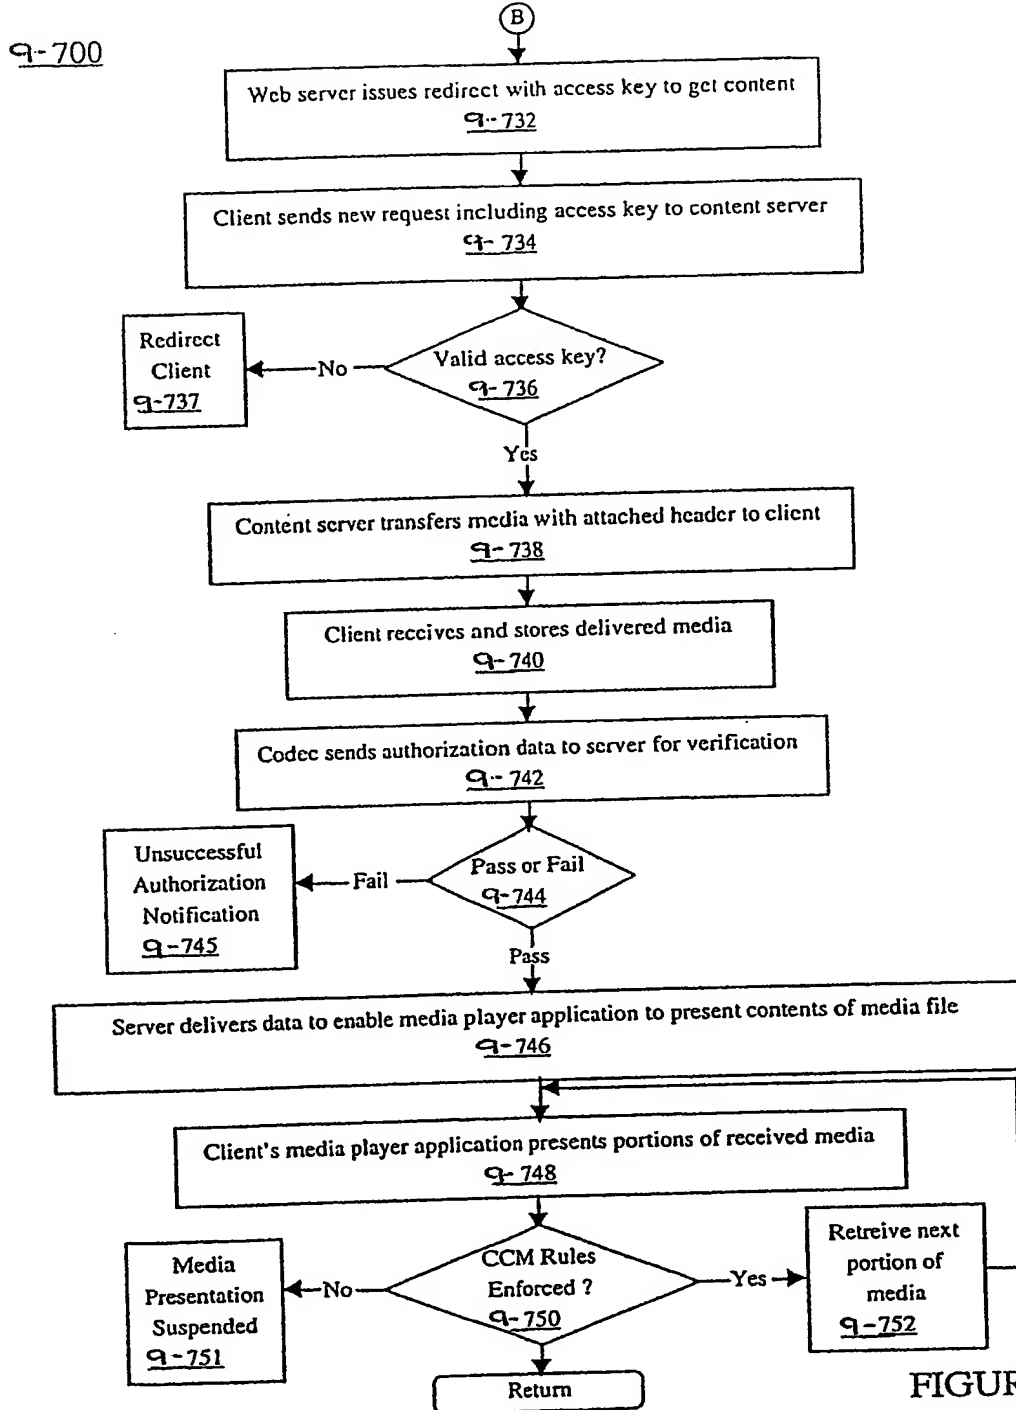 B
9-700
Web server issues redirect with access key to get content
9-732
Client sends new request including access key to content server
9-734
Redirect
Client
9-737
No
Valid access key?
9-736
Yes
Content server transfers media with attached header to client
9-738
Client receives and stores delivered media
9-740
Codec sends authorization data to server for verification
9-742
Unsuccessful
Authorization
Notification
9-745
Fail
Pass or Fail
9-744
Pass
Server delivers data to enable media player application to present contents of media file
9-746
Client's media player application presents portions of received media
9-748
Media
Presentation
Suspended
9-751
No
CCM Rules
Enforced ?
9-750
Yes
Retreive next
portion of
media
9-752
Return
FIGUR